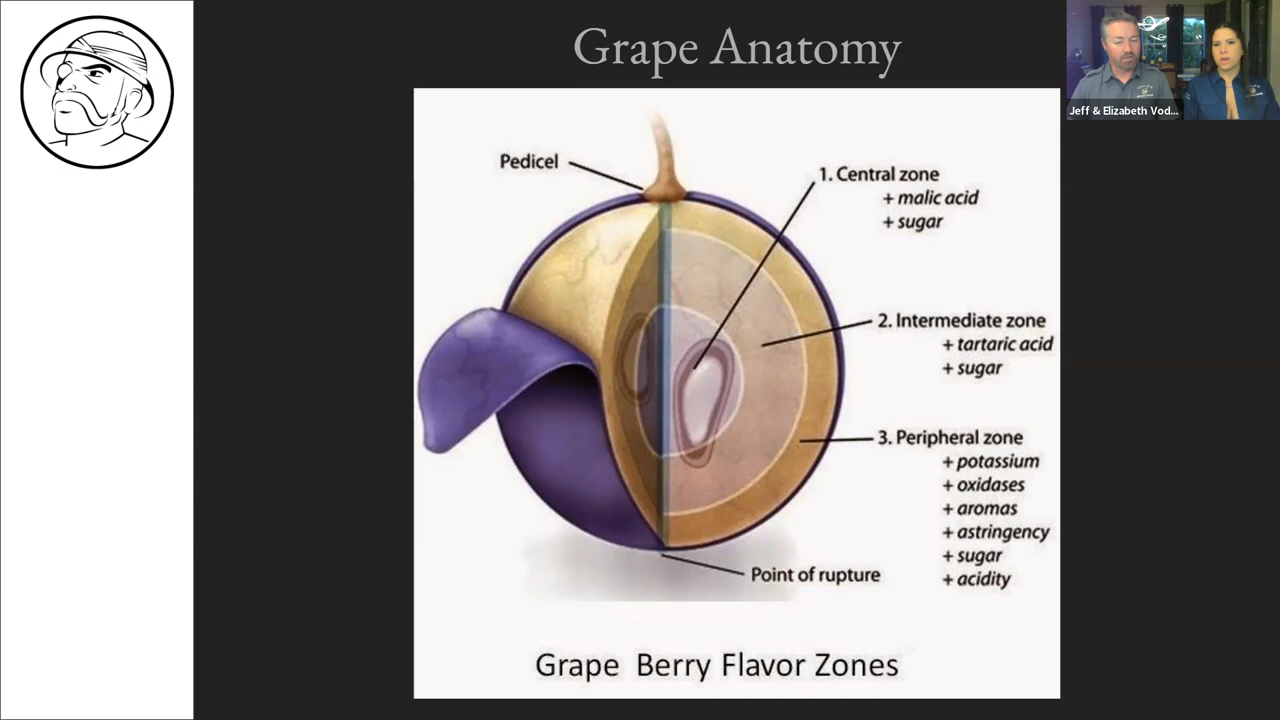 Grape Anatomy
Jeff & Elizabeth Vod...
Pedicel
1. Central zone
+ malic acid
+ sugar
2. Intermediate zone
+ tartaric acid
+ sugar
3. Peripheral zone
+ potassium
+ oxidases
+ aromas
+ astringency
+ sugar
+ acidity
Point of rupture
Grape Berry Flavor Zones